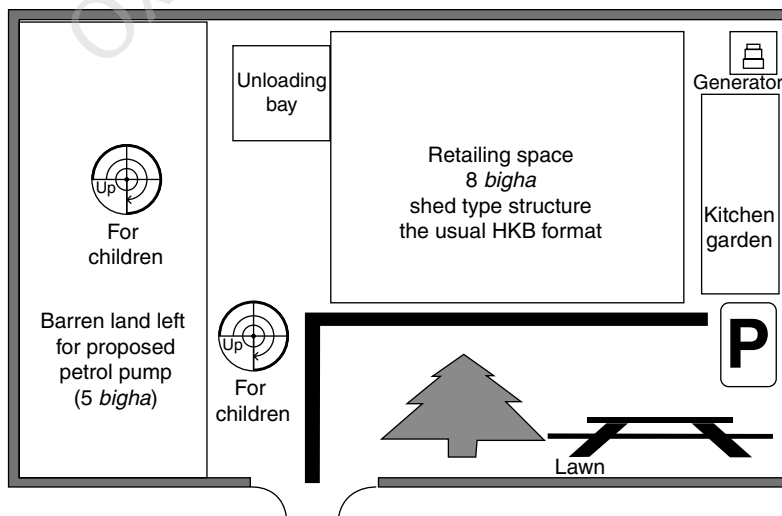 OX
Unloading
bay
Generator
Retailing space
8 bigha
shed type structure
the usual HKB format
Kitchen
garden
Up
For
children
Barren land left
for proposed
petrol pump
(5 bigha)
Up
For
children
P
Lawn